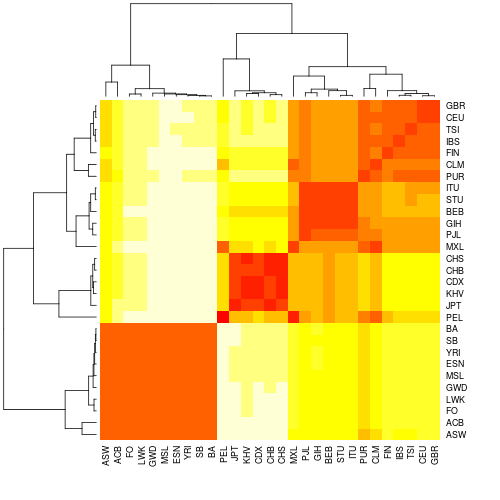 GBR
CEU
TSI
IBS
FIN
CLM
PUR
ITU
STU
BEB
GIH
PJL
MXL
CHS
CHB
CDX
KHV
JPT
PEL
BA
SB
YRI
ESN
MSL
GWD
LWK
FO
ACB
ASW
ASW
ACB
FO
LWK
GWD
MSL
ESN
YRI
SB
BA
PEL
JPT
KHV
CDX
CHB
CHS
MXL
PJL
GIH
BEB
STU
ITU
PUR
CLM
FIN
IBS
TSI
CEU
GBR